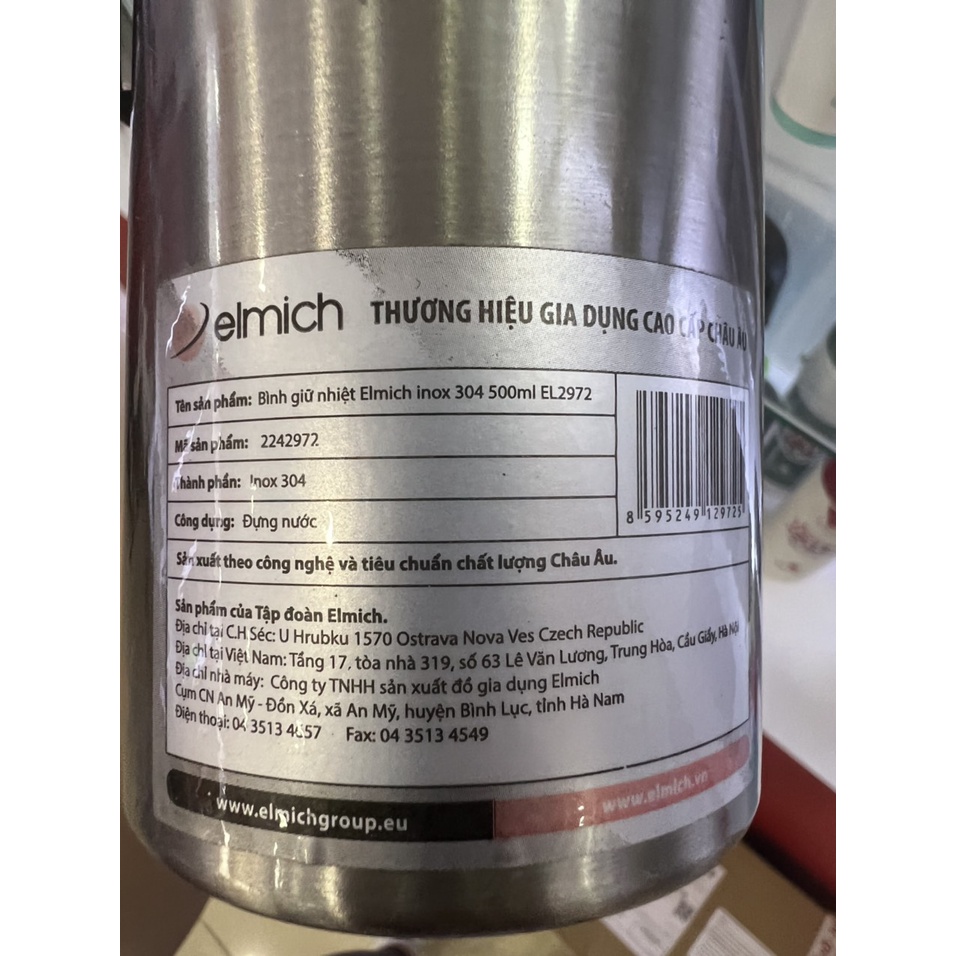 elmich THƯƠNG HIỆU GIA DỤNG CAO CẤP CHÂU ÂU
Tên sản phẩm: Bình giữ nhiệt Elmich inox 304 500ml EL2972
Mã sản phẩm: 2242972
Thành phần: Inox 304
Công dụng: Đựng nước
8 595249 129725
Sản xuất theo công nghệ và tiêu chuẩn chất lượng Châu Âu.
Sản phẩm của Tập đoàn Elmich.
Địa chỉ tại C.H Séc: U Hrubku 1570 Ostrava Nova Ves Czech Republic
Địa chỉ tại Việt Nam: Tầng 17, tòa nhà 319, số 63 Lê Văn Lương, Trung Hòa, Cầu Giấy, Hà Nội
Địa chỉ nhà máy: Công ty TNHH sản xuất đồ gia dụng Elmich
Cụm CN An Mỹ - Đồn Xá, xã An Mỹ, huyện Bình Lục, tỉnh Hà Nam
Điện thoại: 04 3513 4657 Fax: 04 3513 4549
www.elmichgroup.eu www.elmich.vn